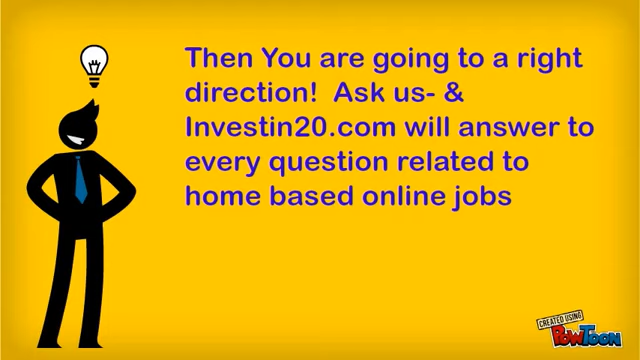 Then You are going to a right
direction!  Ask us- &
Investin20.com will answer to
every question related to
home based online jobs
CREATED USING
PowToon